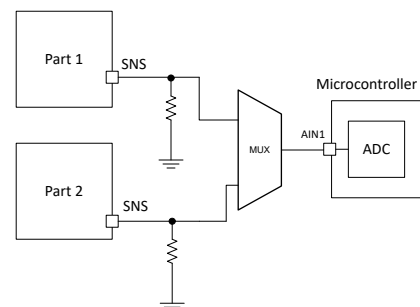 Part 1
SNS
Microcontroller
MUX
AIN1
ADC
Part 2
SNS